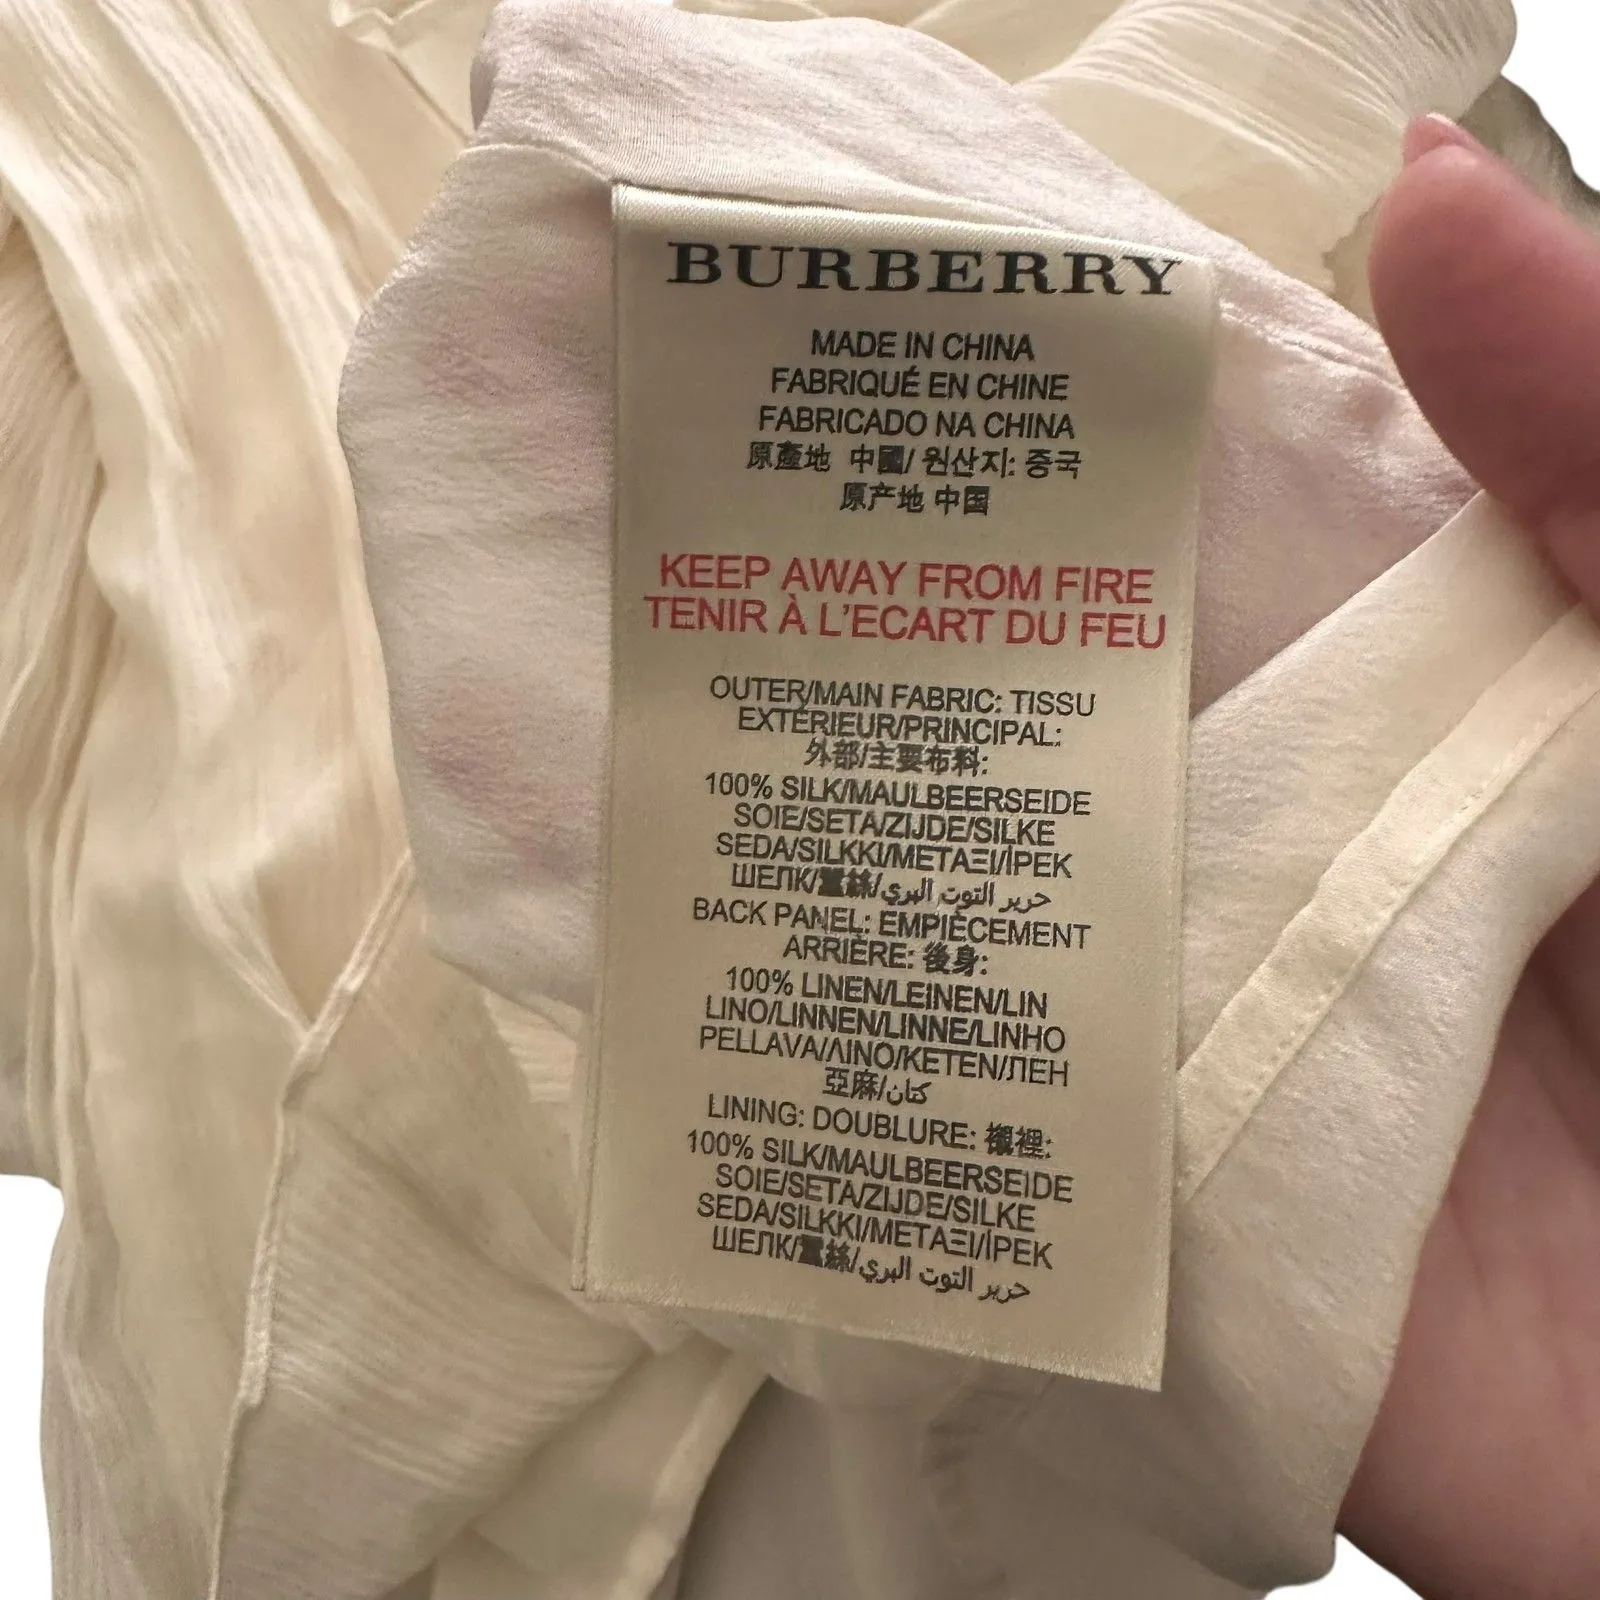 BURBERRY
MADE IN CHINA
FABRIQUÉ EN CHINE
FABRICADO NA CHINA
原產地 中國/ 원산지: 중국
原产地 中国
KEEP AWAY FROM FIRE
TENIR À L'ECART DU FEU
OUTER/MAIN FABRIC: TISSU
EXTÉRIEUR/PRINCIPAL:
外部/主要布料:
100% SILK/MAULBEERSEIDE
SOIE/SETA/ZIJDE/SILKE
SEDA/SILKKI/ΜΕΤΑΞΙ/İPEK
ШЕЛК/蠶絲/حرير التوت البري
BACK PANEL: EMPIÈCEMENT
ARRIÈRE: 後身:
100% LINEN/LEINEN/LIN
LINO/LINNEN/LINNE/LINHO
PELLAVA/ΛΙΝΟ/KETEN/ЛЕН
亞麻/كتان
LINING: DOUBLURE: 襯裡:
100% SILK/MAULBEERSEIDE
SOIE/SETA/ZIJDE/SILKE
SEDA/SILKKI/ΜΕΤΑΞΙ/İPEK
ШЕЛК/蠶絲/حرير التوت البري